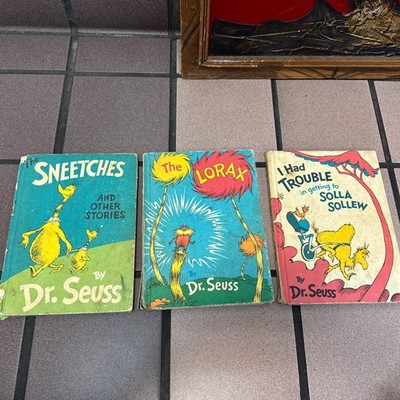 The
SNEETCHES
AND
OTHER
STORIES
By
Dr. Seuss
The
LORAX
By
Dr. Seuss
I Had
TROUBLE
in getting to
SOLLA
SOLLEW
By
Dr. Seuss